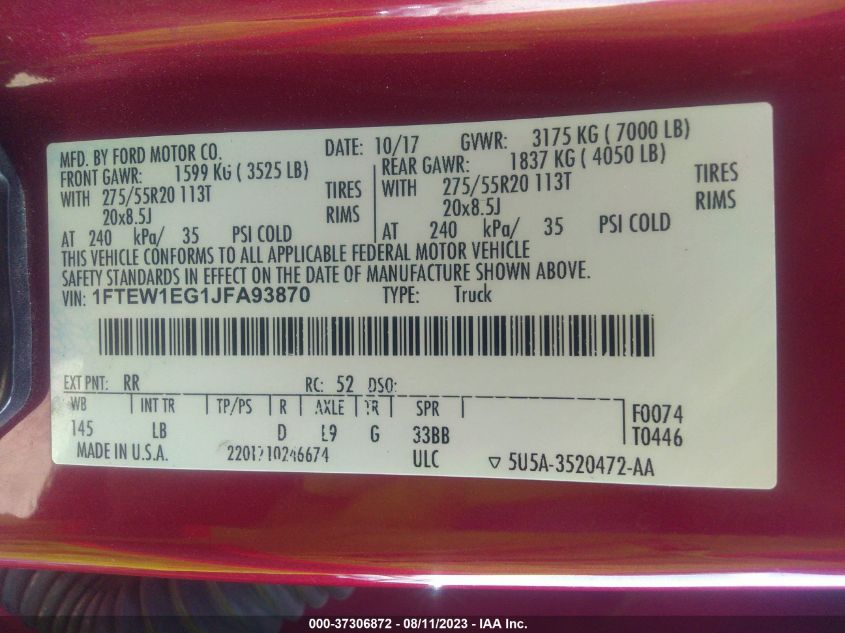 MFD. BY FORD MOTOR CO.
DATE: 10/17 GVWR: 3175 KG ( 7000 LB)
FRONT GAWR: 1599 KG ( 3525 LB)
REAR GAWR: 1837 KG ( 4050 LB)
WITH 275/55R20 113T TIRES
WITH 275/55R20 113T TIRES
20x8.5J RIMS
20x8.5J RIMS
AT 240 kPa/ 35 PSI COLD
AT 240 kPa/ 35 PSI COLD
THIS VEHICLE CONFORMS TO ALL APPLICABLE FEDERAL MOTOR VEHICLE
SAFETY STANDARDS IN EFFECT ON THE DATE OF MANUFACTURE SHOWN ABOVE.
VIN: 1FTEW1EG1JFA93870 TYPE: Truck
EXT PNT: RR RC: 52 DSO:
WB INT TR TP/PS R AXLE TR SPR
145 LB D L9 G 33BB
F0074
T0446
MADE IN U.S.A. 2201710246674 ULC ▽ 5U5A-3520472-AA
000-37306872 - 08/11/2023 - IAA Inc.